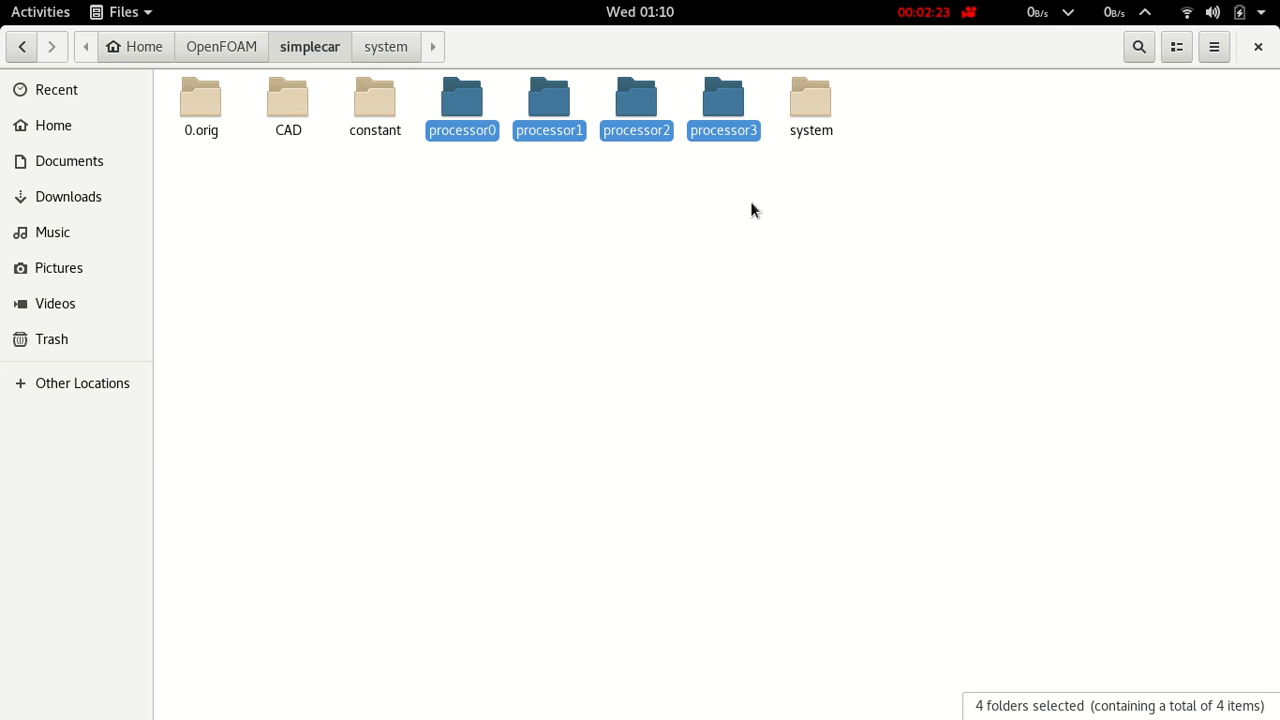 Activities Files Wed 01:10 00:02:23 0B/s 0B/s
Home OpenFOAM simplecar system
Recent
Home
Documents
Downloads
Music
Pictures
Videos
Trash
Other Locations
0.orig CAD constant processor0 processor1 processor2 processor3 system
4 folders selected (containing a total of 4 items)